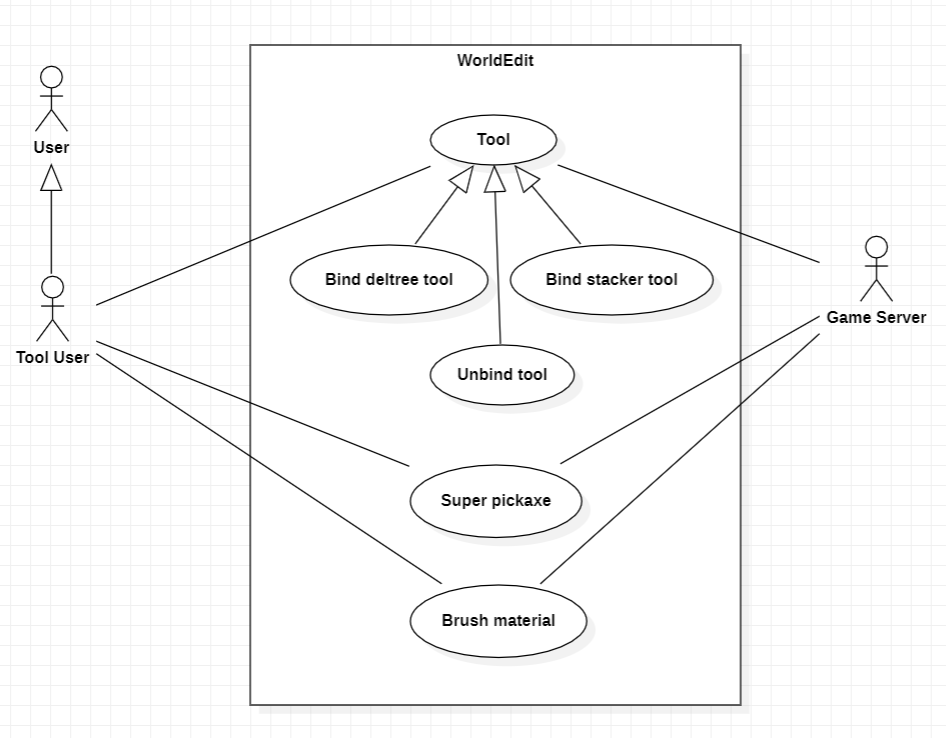 WorldEdit
User
Tool
Bind deltree tool
Bind stacker tool
Game Server
Tool User
Unbind tool
Super pickaxe
Brush material